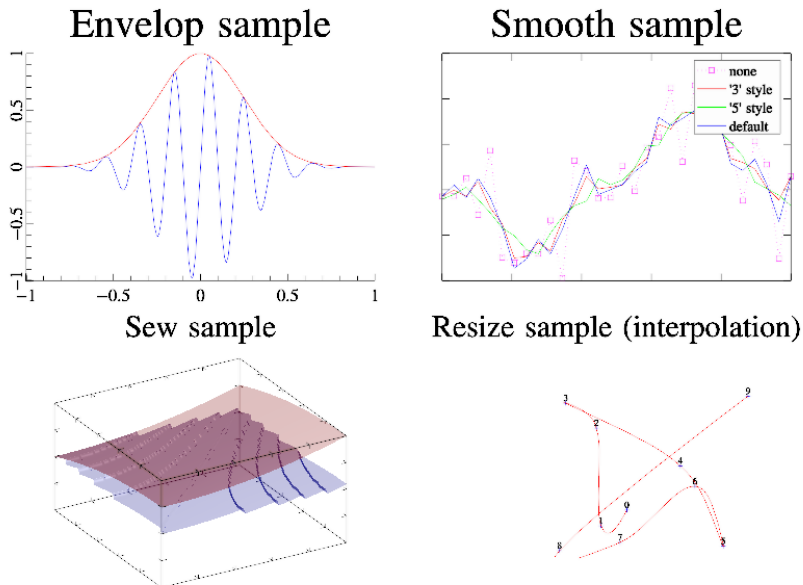 Envelop sample
Smooth sample
1
0.5
0
−0.5
−1
−1
−0.5
0
0.5
1
none
'3' style
'5' style
default
Sew sample
Resize sample (interpolation)
3
9
2
4
6
0
1
7
5
8